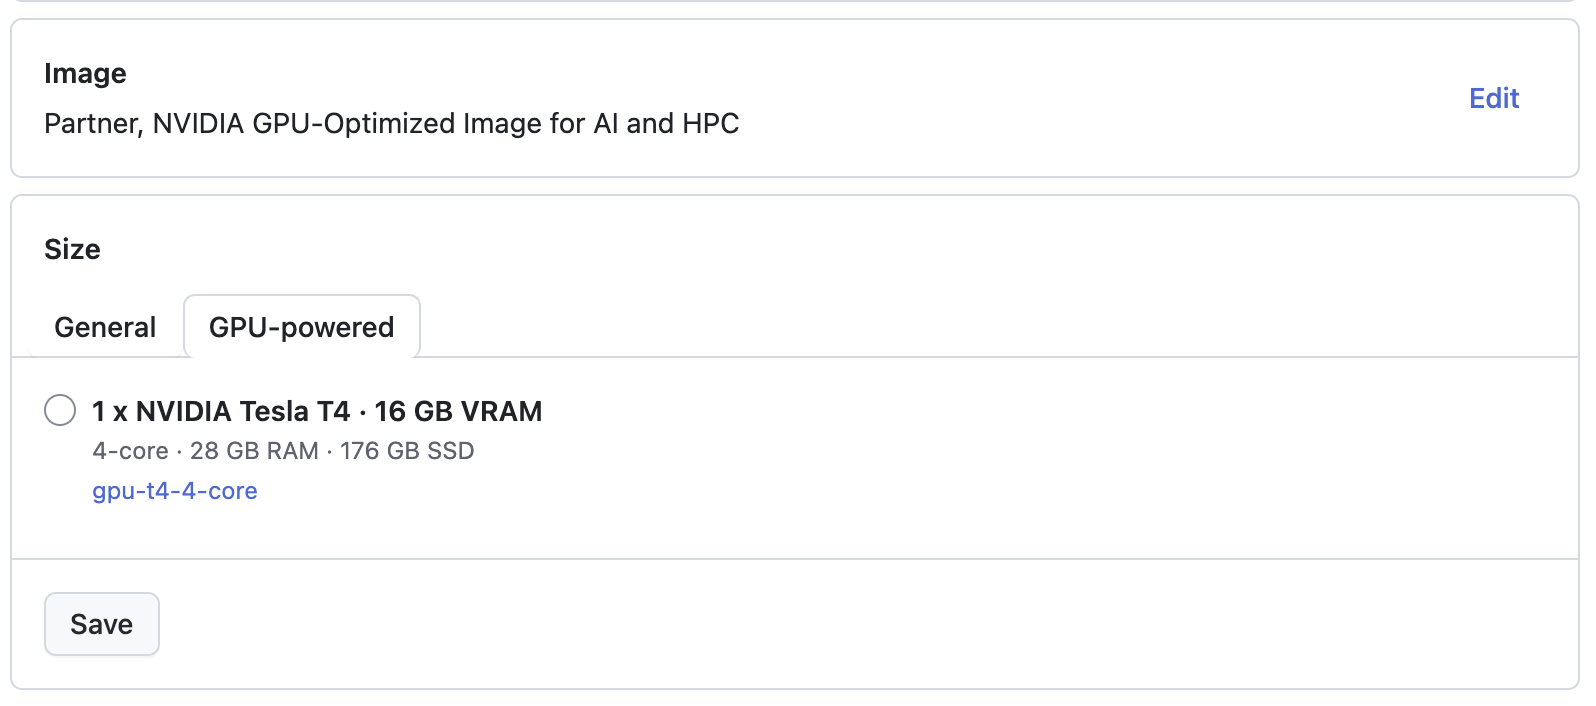 Image
Partner, NVIDIA GPU-Optimized Image for AI and HPC
Edit
Size
General
GPU-powered
1 x NVIDIA Tesla T4 · 16 GB VRAM
4-core · 28 GB RAM · 176 GB SSD
gpu-t4-4-core
Save